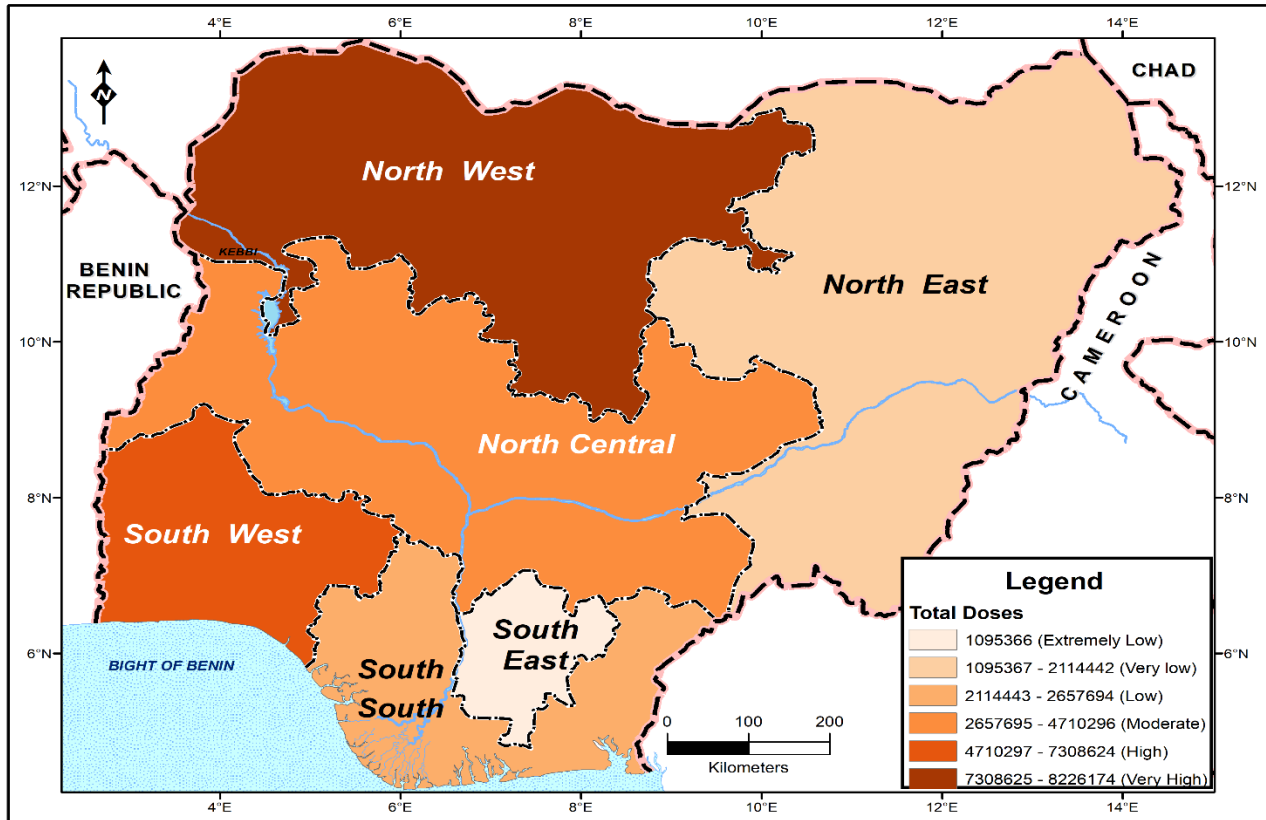 4°E 6°E 8°E 10°E 12°E 14°E
N
CHAD
North West
12°N 12°N
KEBBI
BENIN
REPUBLIC
North East
CAMEROON
10°N 10°N
North Central
8°N 8°N
South West
South
East
6°N 6°N
BIGHT OF BENIN
South
South
0 100 200
Kilometers
Legend
Total Doses
1095366 (Extremely Low)
1095367 - 2114442 (Very low)
2114443 - 2657694 (Low)
2657695 - 4710296 (Moderate)
4710297 - 7308624 (High)
7308625 - 8226174 (Very High)
4°E 6°E 8°E 10°E 12°E 14°E